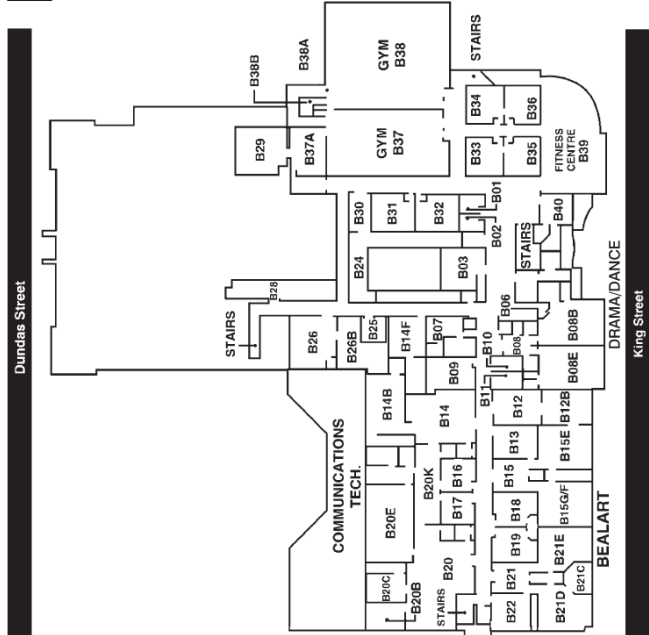 Dundas Street
King Street
B38B
B38A
GYM
B38
STAIRS
B29
B37A
GYM
B37
B34
B36
B33
B35
FITNESS
CENTRE
B39
B30
B31
B32
B01
B02
STAIRS
B40
B24
B03
DRAMA/DANCE
B28
STAIRS
B26
B26B
B25
B14F
B07
B10
B06
B08
B08B
B09
B11
B08E
B14B
B14
B12
B12B
COMMUNICATIONS
TECH.
B20K
B16
B13
B15
B15E
B20E
B17
B18
B15G/F
BEALART
B19
B20
B21
B21E
B20C
B20B
STAIRS
B22
B21D
B21C